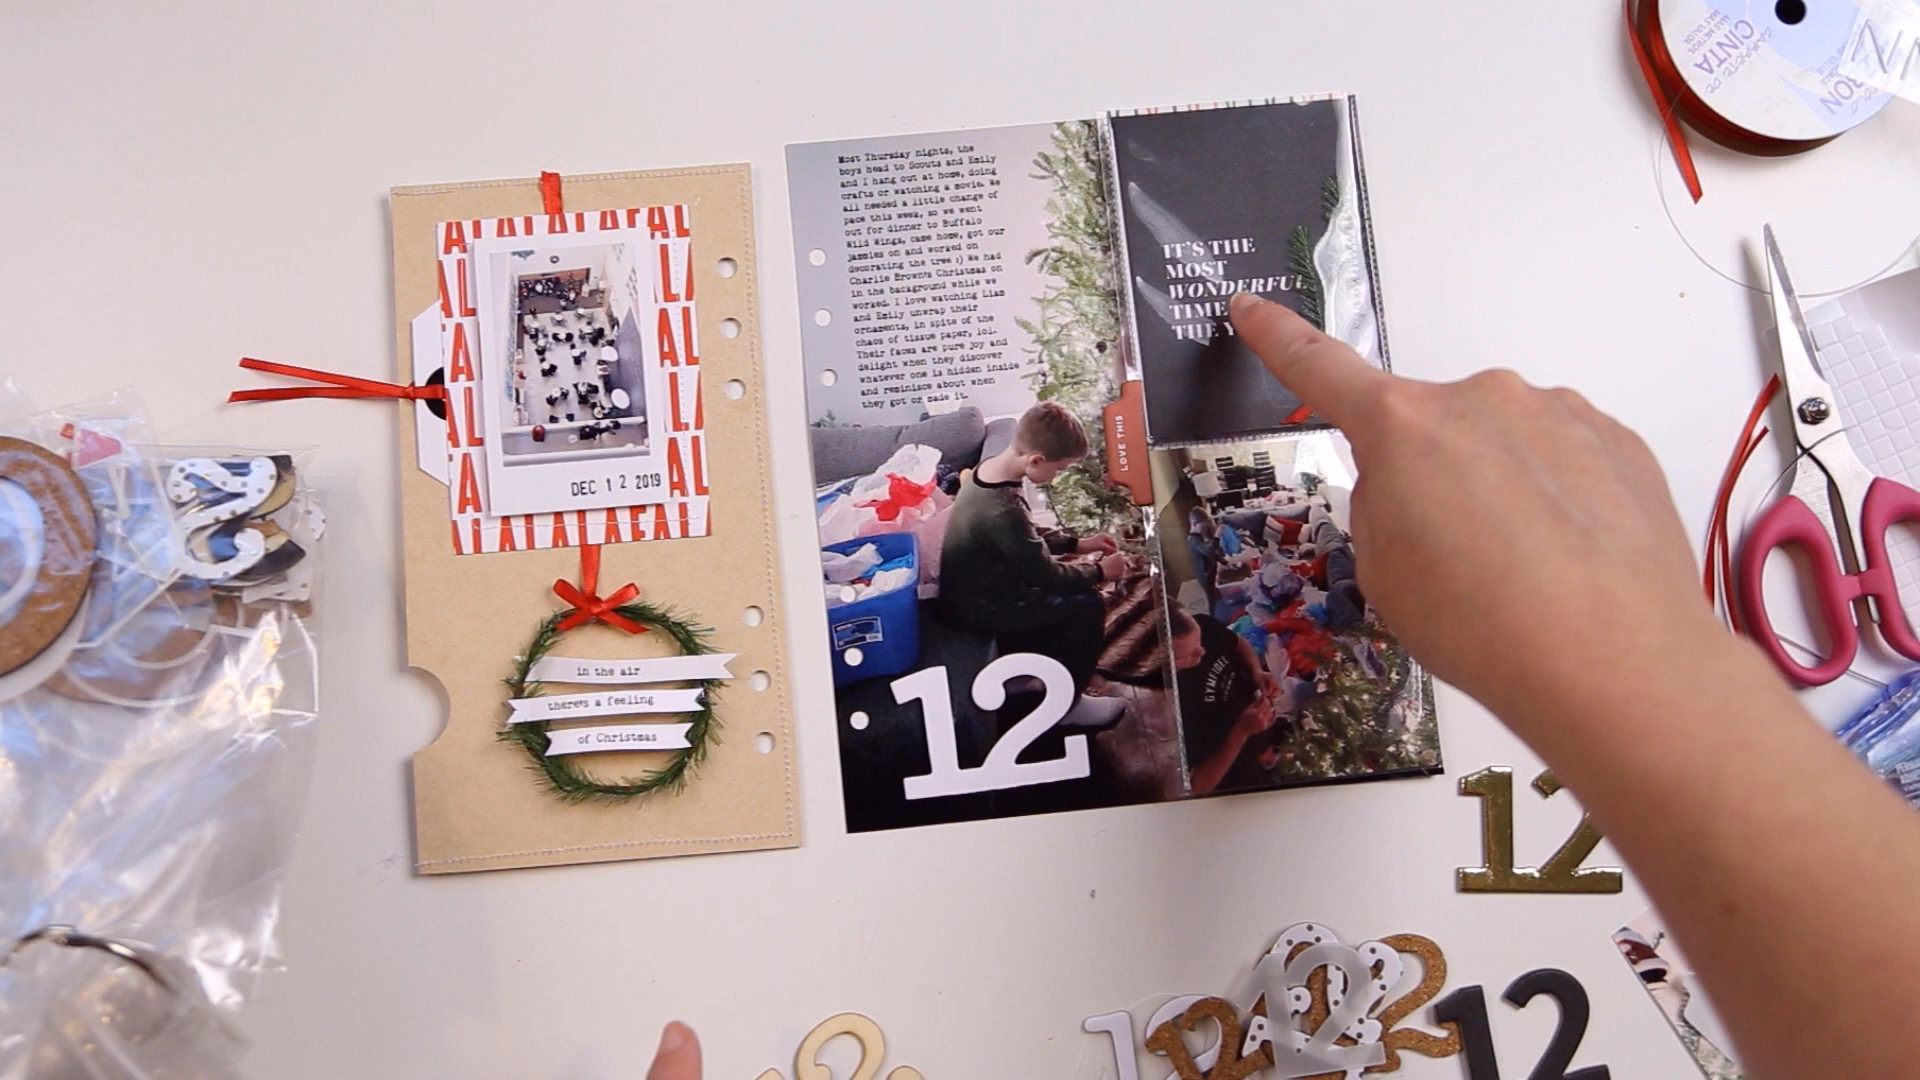 Most Thursday nights, the
boys head to Scouts and Emily
and I hang out at home, doing
crafts or watching a movie. We
all needed a little change of
pace this week, so we went
out for dinner to Buffalo
Wild Wings, came home, got our
jammies on and worked on
decorating the tree :) We had
Charlie Brown's Christmas on
in the background while we
worked. I love watching Liam
and Emily unwrap their
ornaments, in spite of the
chaos of tissue paper, lol.
Their faces are pure joy and
delight when they discover
whatever one is hidden inside
and reminisce about when
they got or made it.
IT'S THE
MOST
WONDERFUL
TIME
THE Y
LOVE THIS
DEC 12 2019
in the air
there's a feeling
of Christmas
12
12
12
12
2
CINTA